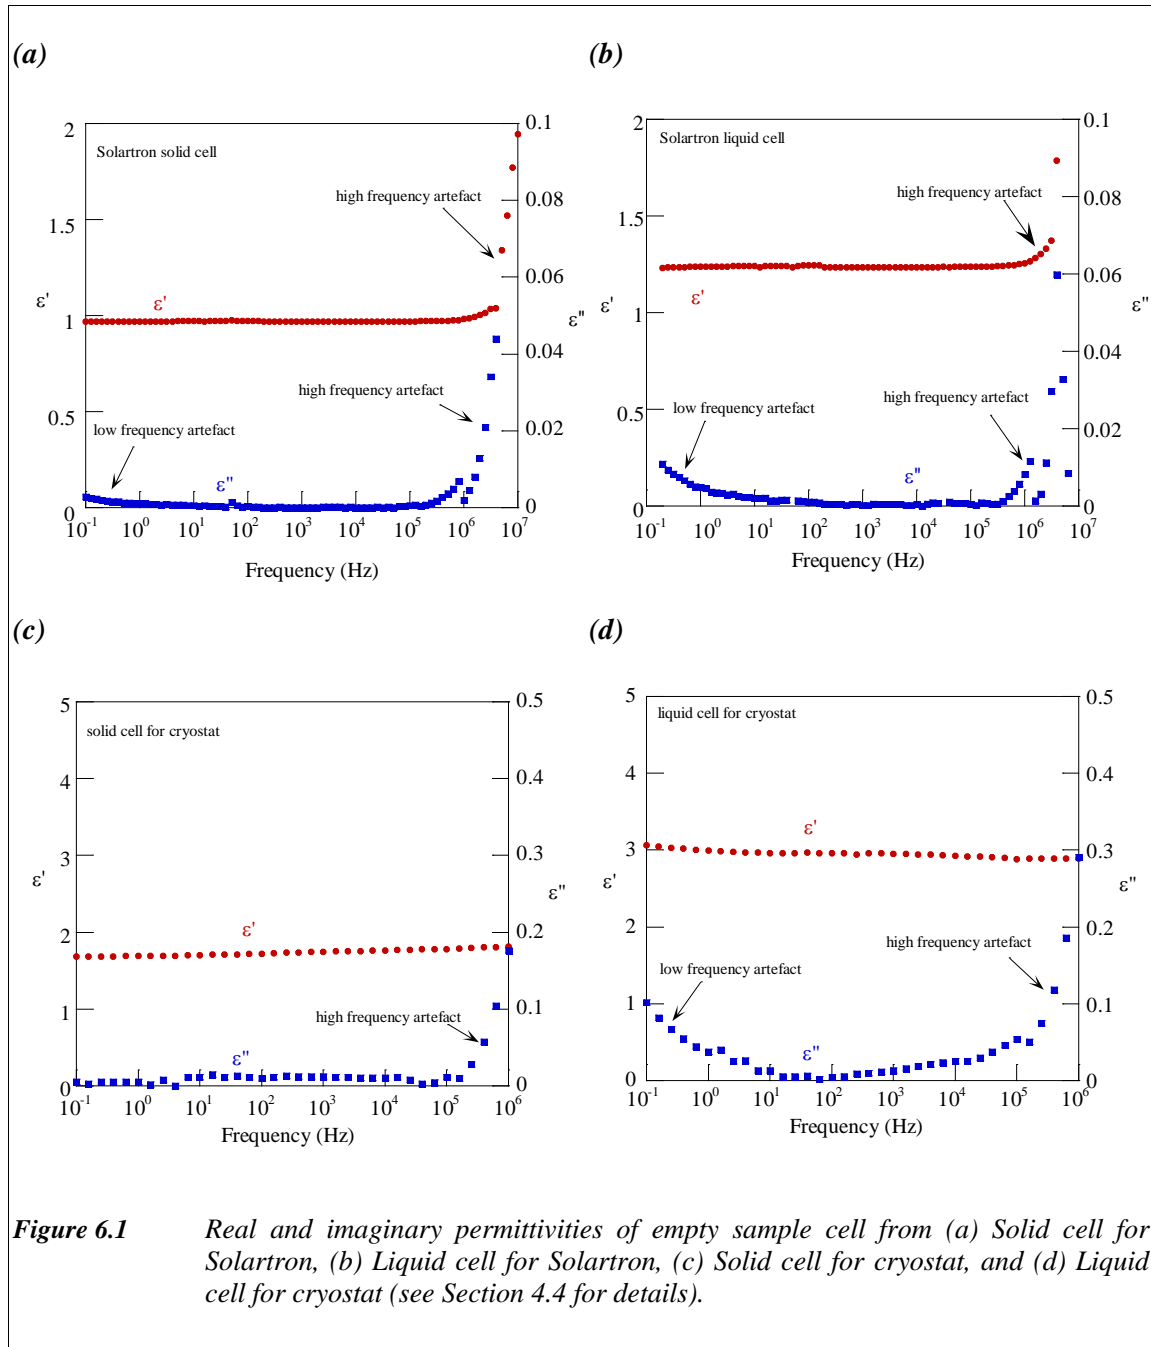 (a)
Solartron solid cell
high frequency artefact
ε'
high frequency artefact
low frequency artefact
ε"
2
1.5
1
0.5
0
ε'
0.1
0.08
0.06
0.04
0.02
0
ε"
10⁻¹ 10⁰ 10¹ 10² 10³ 10⁴ 10⁵ 10⁶ 10⁷
Frequency (Hz)
(b)
Solartron liquid cell
high frequency artefact
ε'
high frequency artefact
low frequency artefact
ε"
2
1.5
1
0.5
0
ε'
0.1
0.08
0.06
0.04
0.02
0
ε"
10⁻¹ 10⁰ 10¹ 10² 10³ 10⁴ 10⁵ 10⁶ 10⁷
Frequency (Hz)
(c)
solid cell for cryostat
ε'
high frequency artefact
ε"
5
4
3
2
1
0
ε'
0.5
0.4
0.3
0.2
0.1
0
ε"
10⁻¹ 10⁰ 10¹ 10² 10³ 10⁴ 10⁵ 10⁶
Frequency (Hz)
(d)
liquid cell for cryostat
ε'
high frequency artefact
low frequency artefact
ε"
5
4
3
2
1
0
ε'
0.5
0.4
0.3
0.2
0.1
0
ε"
10⁻¹ 10⁰ 10¹ 10² 10³ 10⁴ 10⁵ 10⁶
Frequency (Hz)
Figure 6.1 Real and imaginary permittivities of empty sample cell from (a) Solid cell for
Solartron, (b) Liquid cell for Solartron, (c) Solid cell for cryostat, and (d) Liquid
cell for cryostat (see Section 4.4 for details).